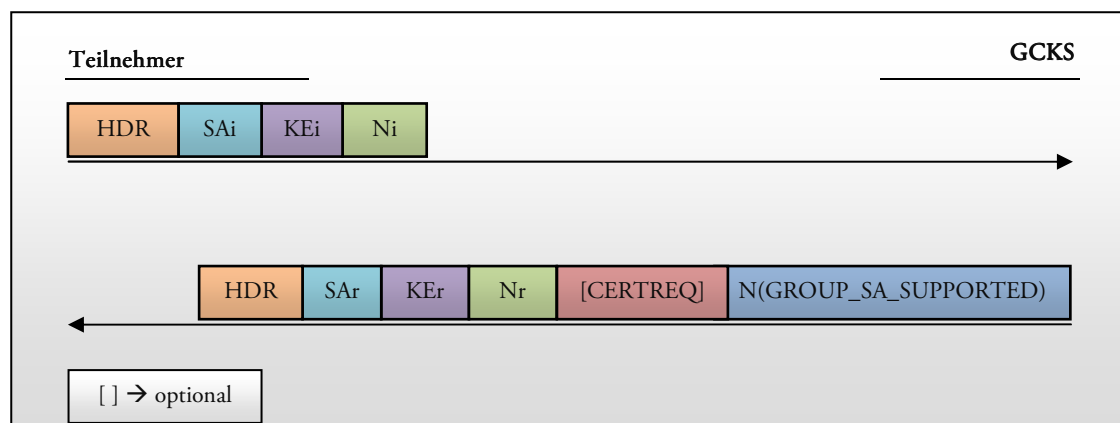 Teilnehmer GCKS
HDR SAi KEi Ni
HDR SAr KEr Nr [CERTREQ] N(GROUP_SA_SUPPORTED)
[ ] → optional